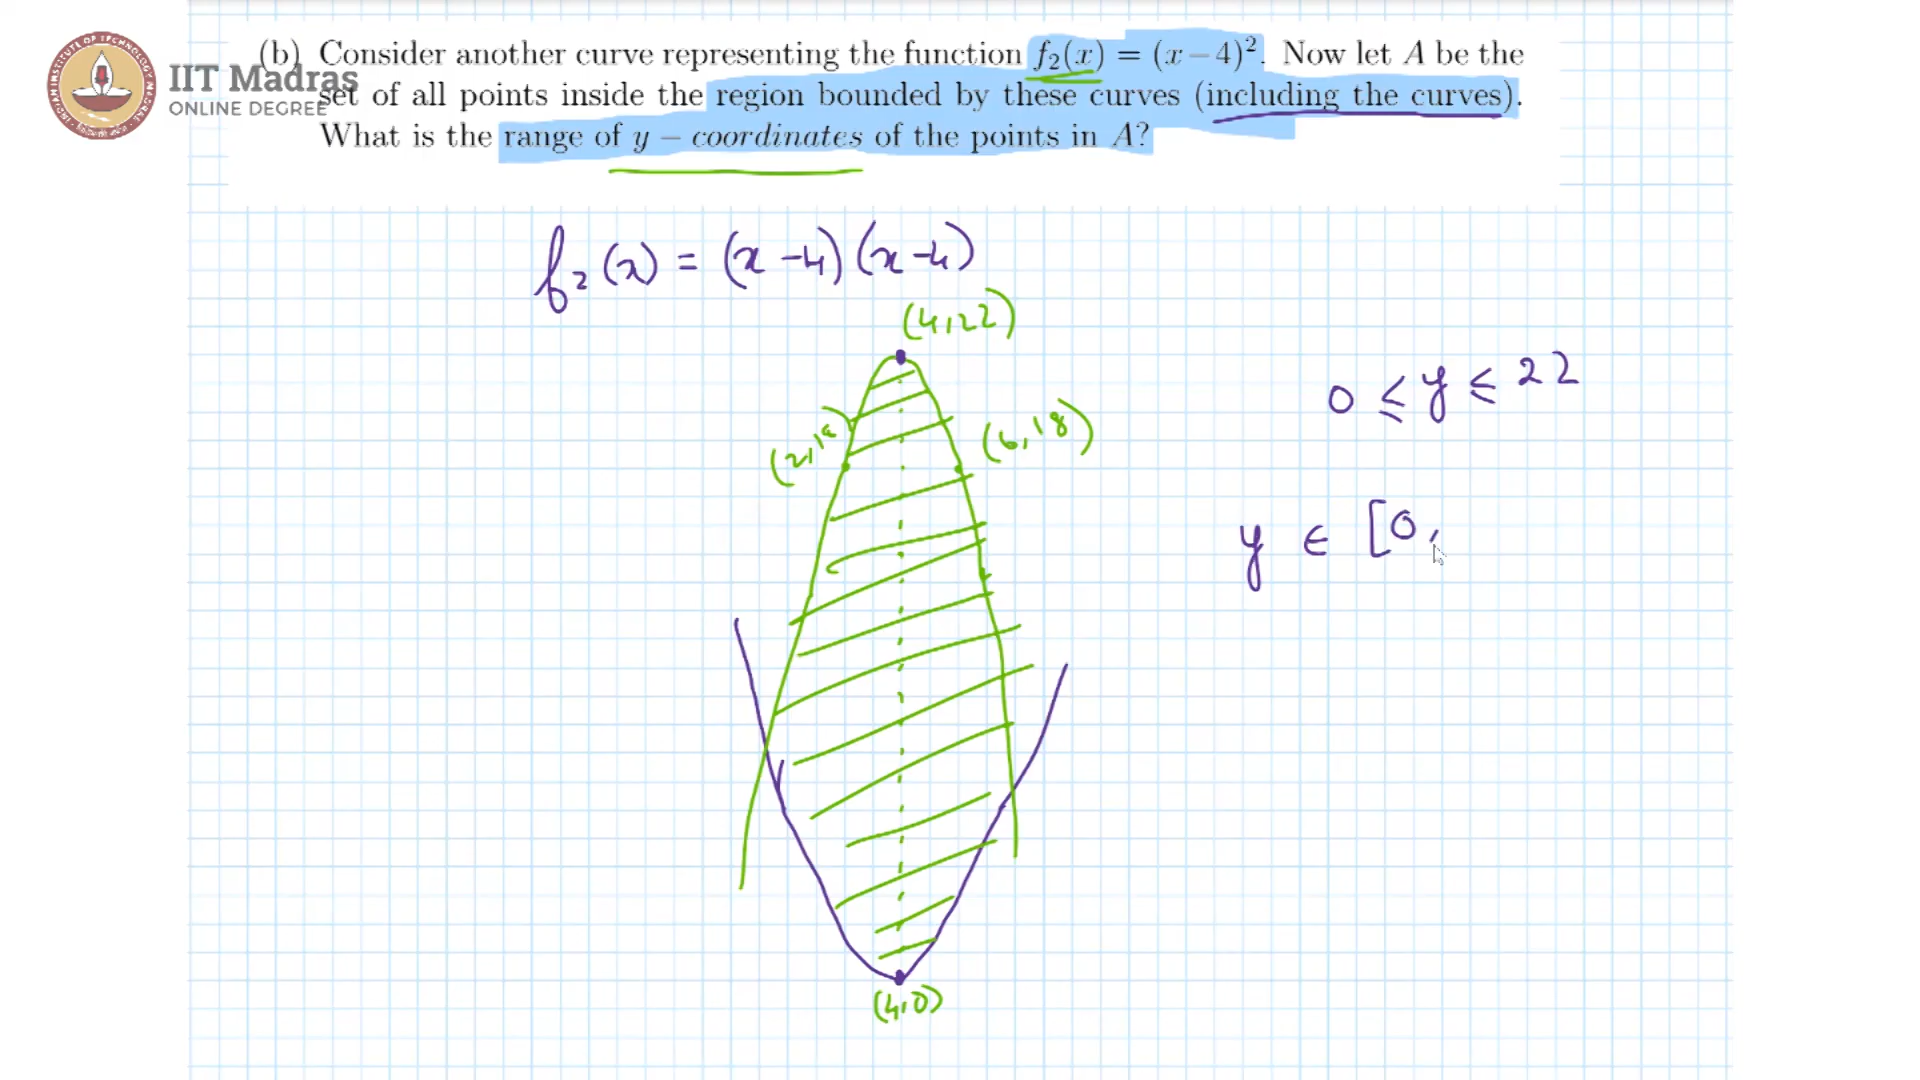 IIT Madras
ONLINE DEGREE
(b) Consider another curve representing the function f₂(x) = (x − 4)². Now let A be the
set of all points inside the region bounded by these curves (including the curves).
What is the range of y − coordinates of the points in A?
f₂(x) = (x-4)(x-4)
(4,22)
0 ≤ y ≤ 22
(6,18)
y ∈ [0,
(4,0)